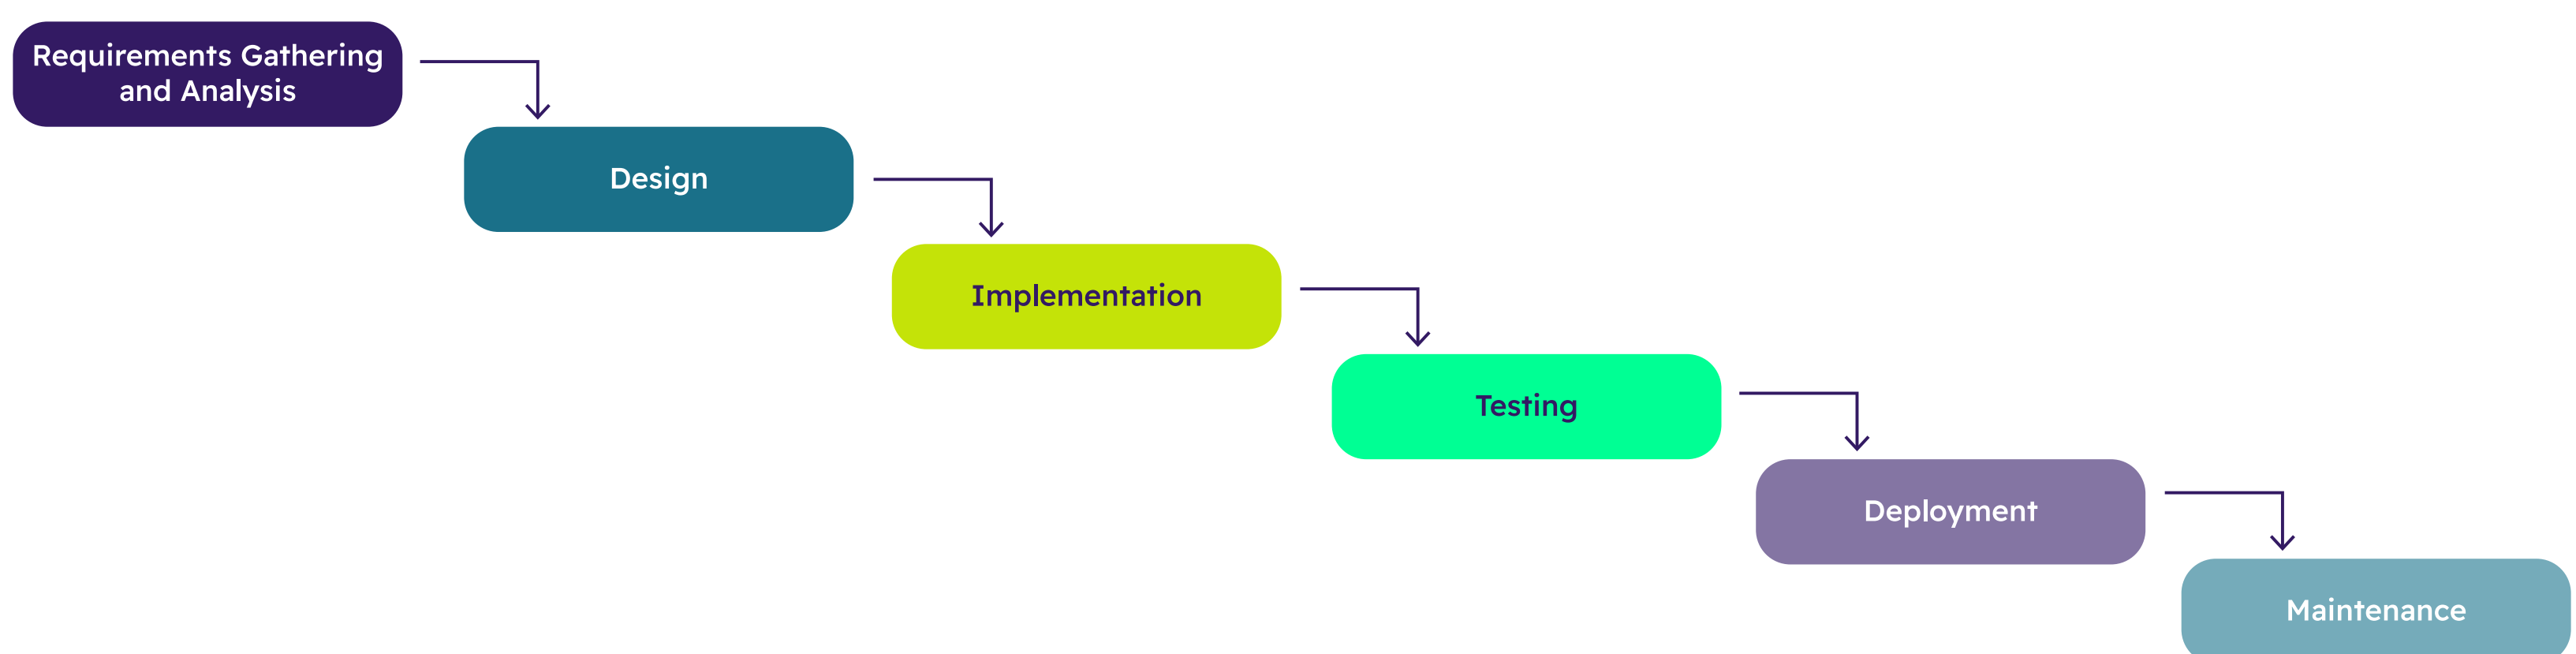 Requirements Gathering
and Analysis
Design
Implementation
Testing
Deployment
Maintenance